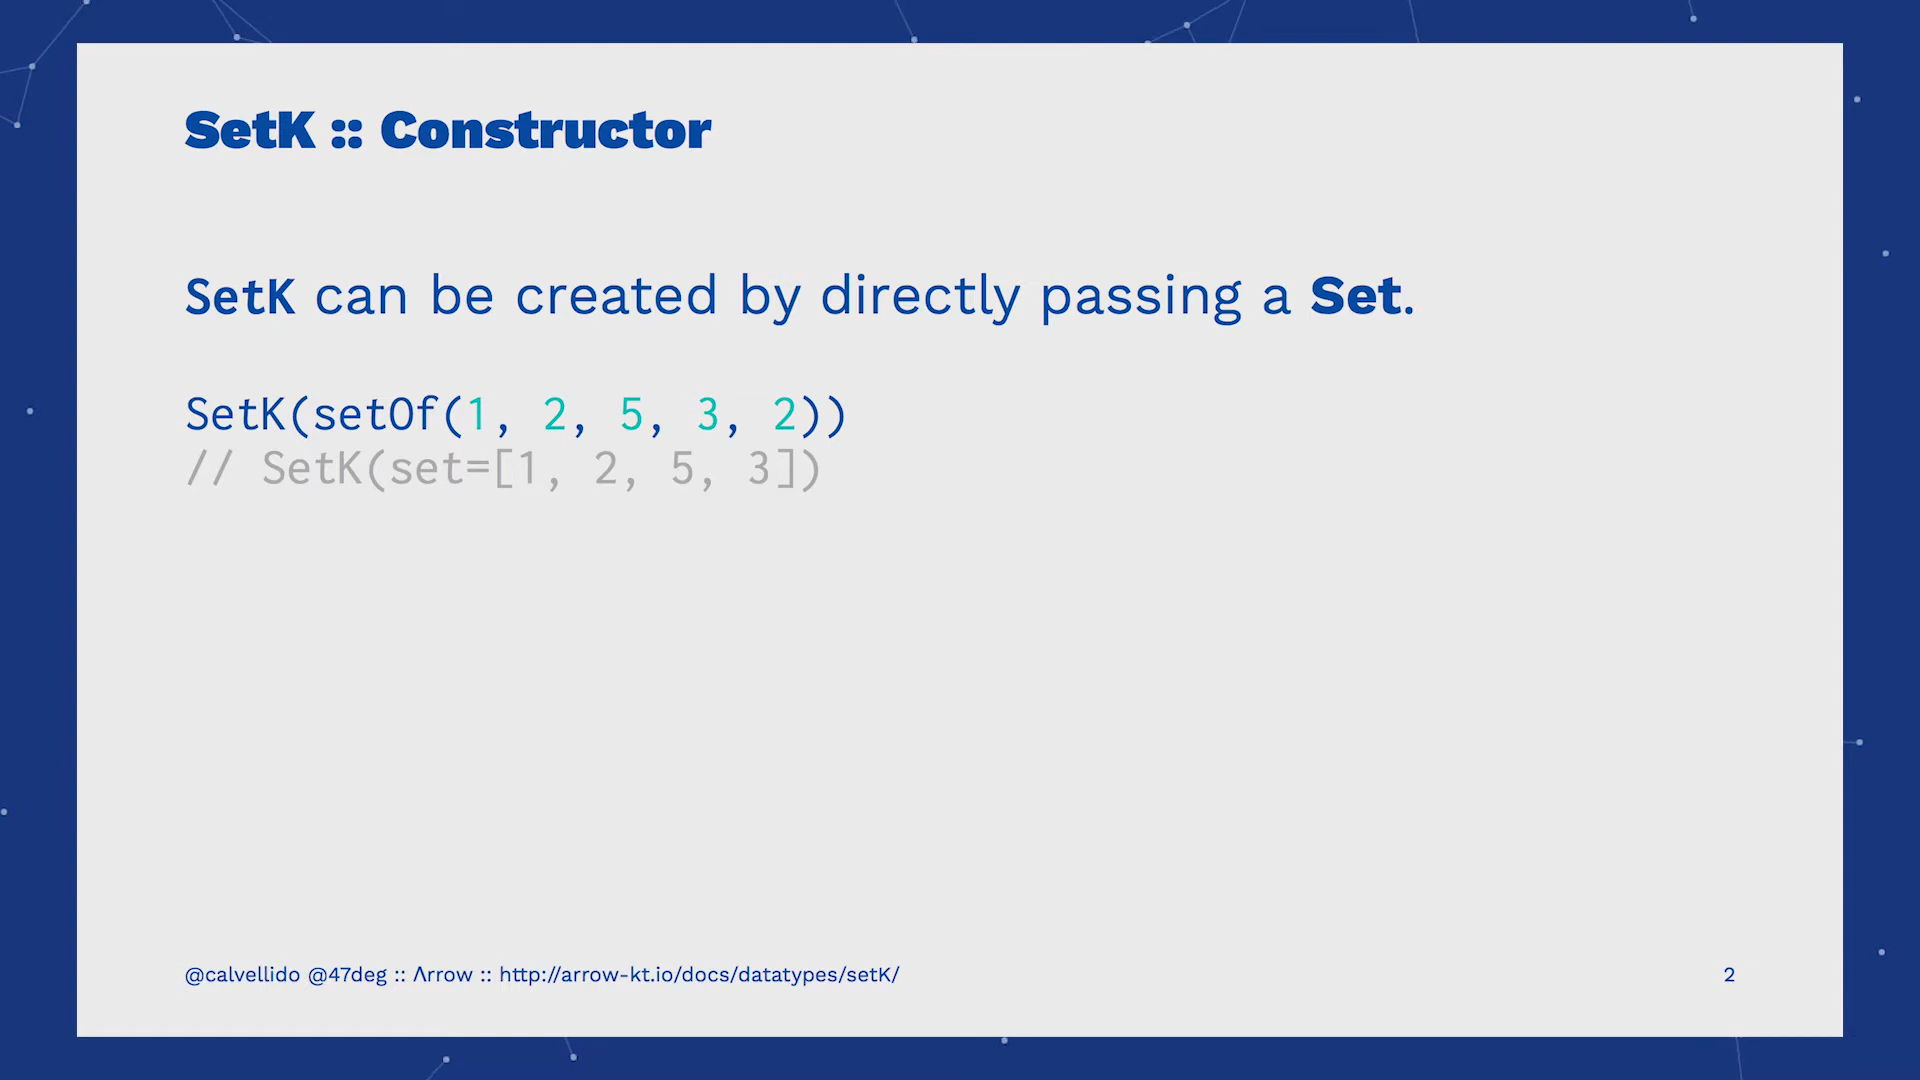 SetK :: Constructor
SetK can be created by directly passing a Set.
SetK(setOf(1, 2, 5, 3, 2))
// SetK(set=[1, 2, 5, 3])
@calvellido @47deg :: Λrrow :: http://arrow-kt.io/docs/datatypes/setK/
2